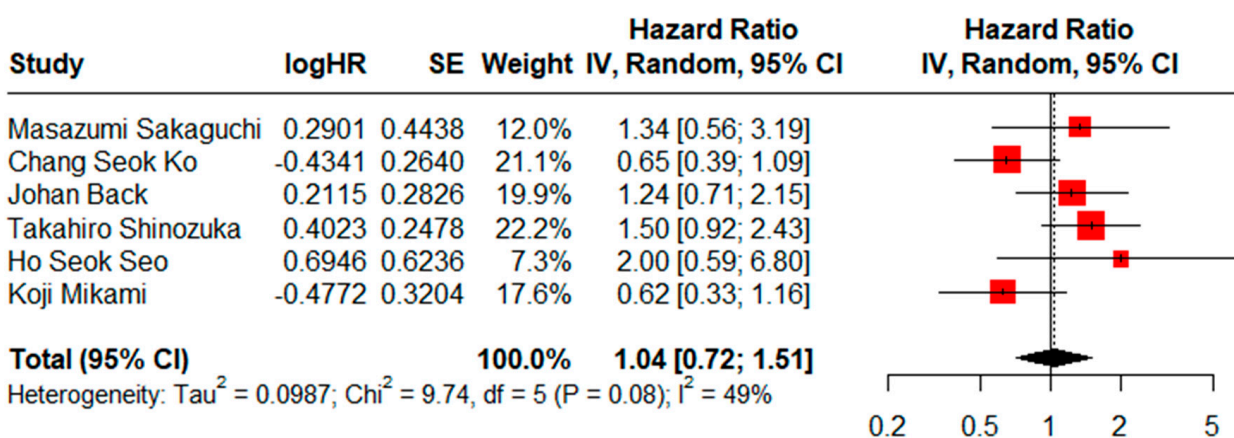 Hazard Ratio Hazard Ratio
Study logHR SE Weight IV, Random, 95% CI IV, Random, 95% CI
Masazumi Sakaguchi 0.2901 0.4438 12.0% 1.34 [0.56; 3.19]
Chang Seok Ko -0.4341 0.2640 21.1% 0.65 [0.39; 1.09]
Johan Back 0.2115 0.2826 19.9% 1.24 [0.71; 2.15]
Takahiro Shinozuka 0.4023 0.2478 22.2% 1.50 [0.92; 2.43]
Ho Seok Seo 0.6946 0.6236 7.3% 2.00 [0.59; 6.80]
Koji Mikami -0.4772 0.3204 17.6% 0.62 [0.33; 1.16]
Total (95% CI) 100.0% 1.04 [0.72; 1.51]
Heterogeneity: Tau² = 0.0987; Chi² = 9.74, df = 5 (P = 0.08); I² = 49%
0.2 0.5 1 2 5